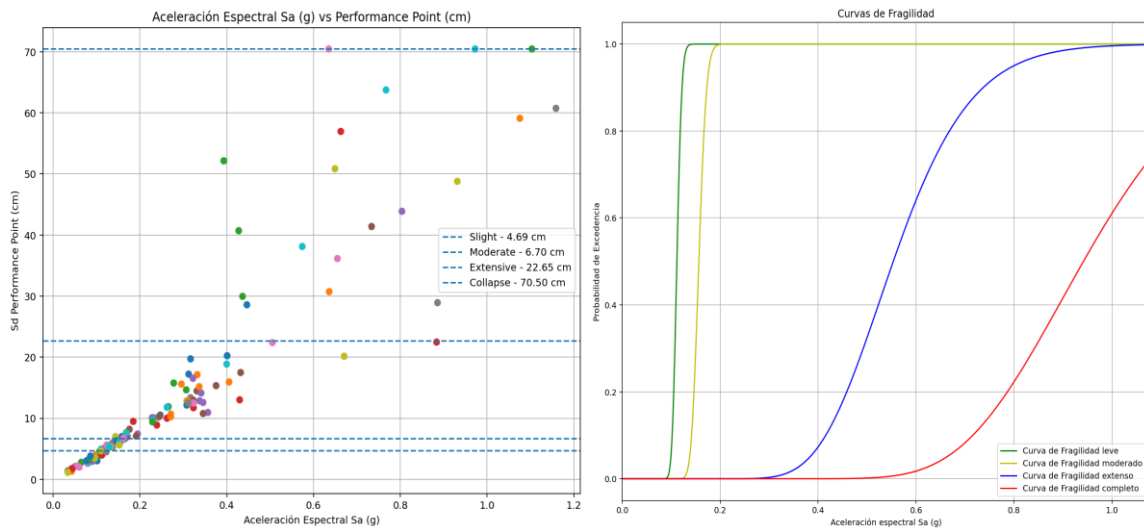 Aceleración Espectral Sa (g) vs Performance Point (cm)
70
60
50
40
30
20
10
0
Sd Performance Point (cm)
Slight - 4.69 cm
Moderate - 6.70 cm
Extensive - 22.65 cm
Collapse - 70.50 cm
0.0 0.2 0.4 0.6 0.8 1.0 1.2
Aceleración Espectral Sa (g)
Curvas de Fragilidad
1.0
0.8
0.6
0.4
0.2
0.0
Probabilidad de Excedencia
Curva de Fragilidad leve
Curva de Fragilidad moderado
Curva de Fragilidad extenso
Curva de Fragilidad completo
0.0 0.2 0.4 0.6 0.8 1.0
Aceleración espectral Sa (g)